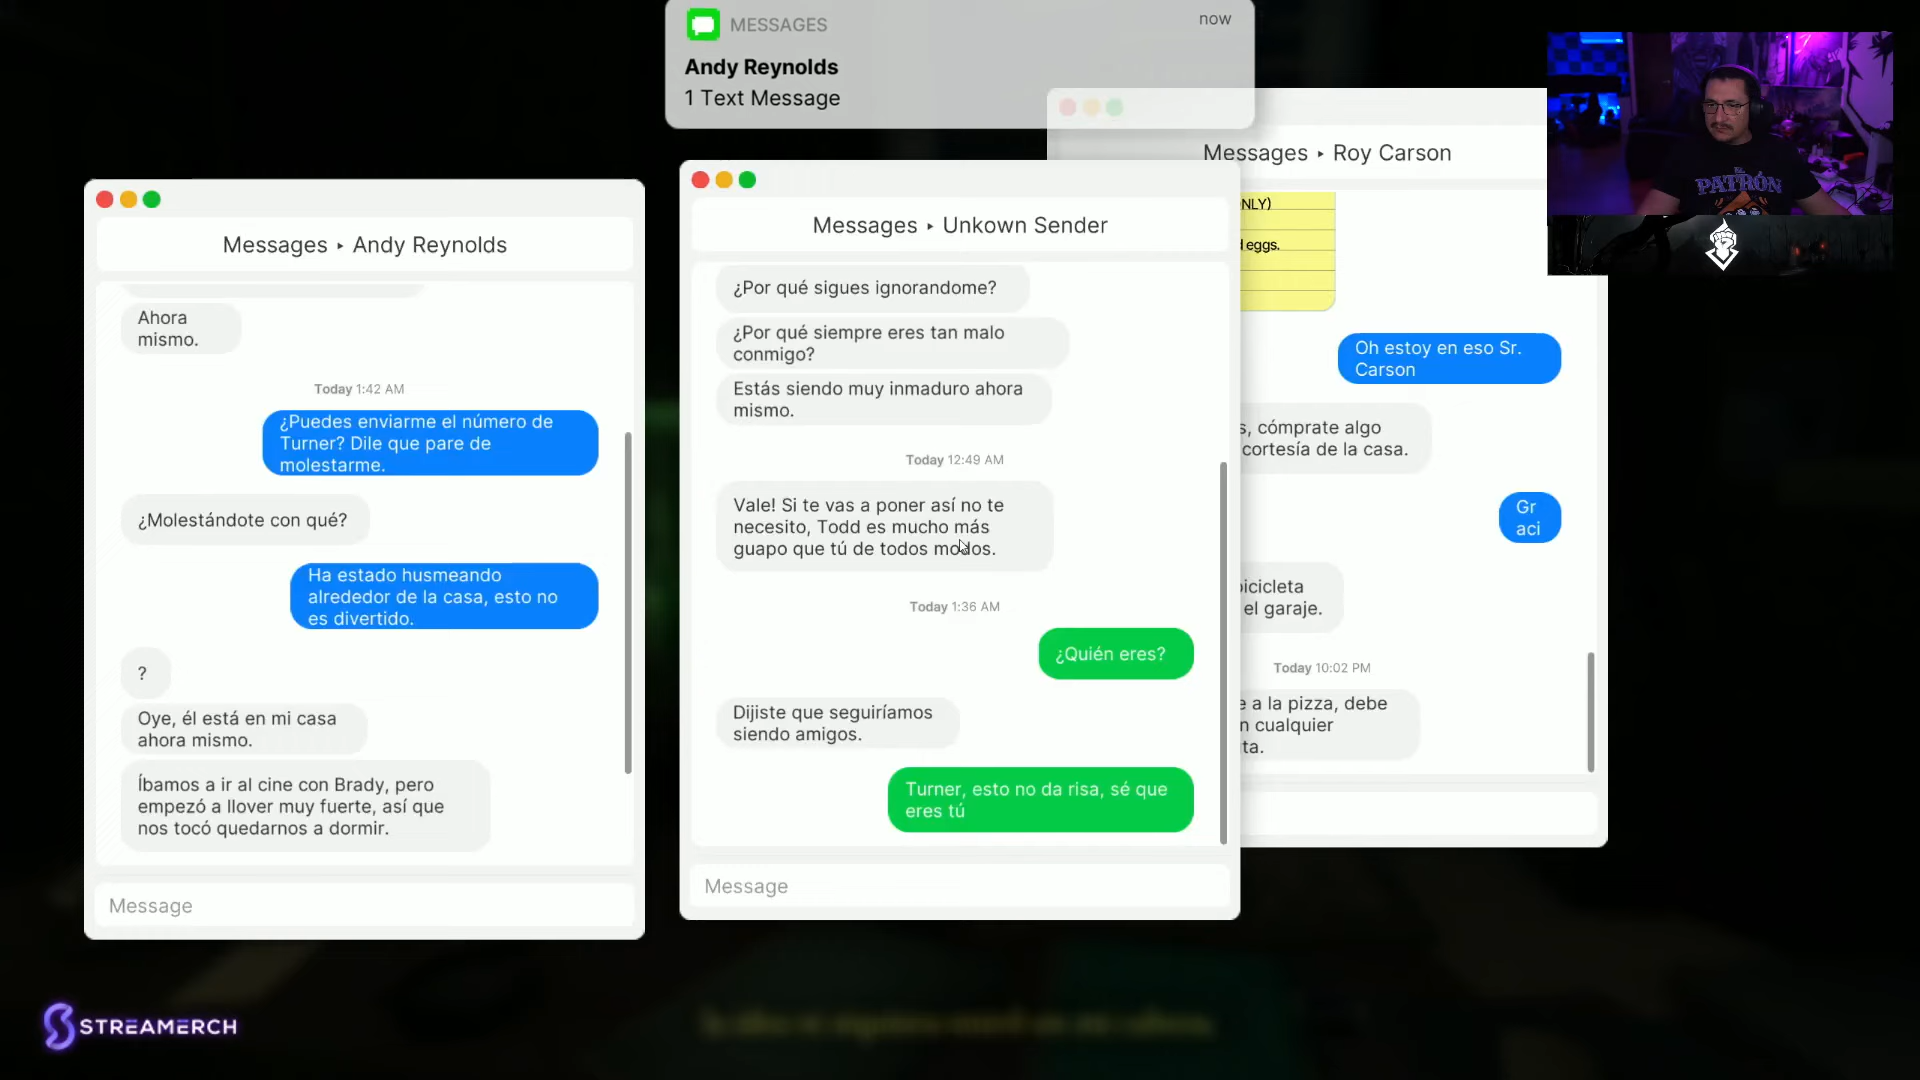 MESSAGES
now
Andy Reynolds
1 Text Message
Messages ▸ Andy Reynolds
Ahora
mismo.
Today 1:42 AM
¿Puedes enviarme el número de
Turner? Dile que pare de
molestarme.
¿Molestándote con qué?
Ha estado husmeando
alrededor de la casa, esto no
es divertido.
?
Oye, él está en mi casa
ahora mismo.
Íbamos a ir al cine con Brady, pero
empezó a llover muy fuerte, así que
nos tocó quedarnos a dormir.
Message
Messages ▸ Unkown Sender
¿Por qué sigues ignorandome?
¿Por qué siempre eres tan malo
conmigo?
Estás siendo muy inmaduro ahora
mismo.
Today 12:49 AM
Vale! Si te vas a poner así no te
necesito, Todd es mucho más
guapo que tú de todos modos.
Today 1:36 AM
¿Quién eres?
Dijiste que seguiríamos
siendo amigos.
Turner, esto no da risa, sé que
eres tú
Message
Messages ▸ Roy Carson
NLY)
d eggs.
Oh estoy en eso Sr.
Carson
s, cómprate algo
cortesía de la casa.
Gr
aci
bicicleta
el garaje.
Today 10:02 PM
e a la pizza, debe
n cualquier
ta.
EL
PATRÓN
STREAMERCH